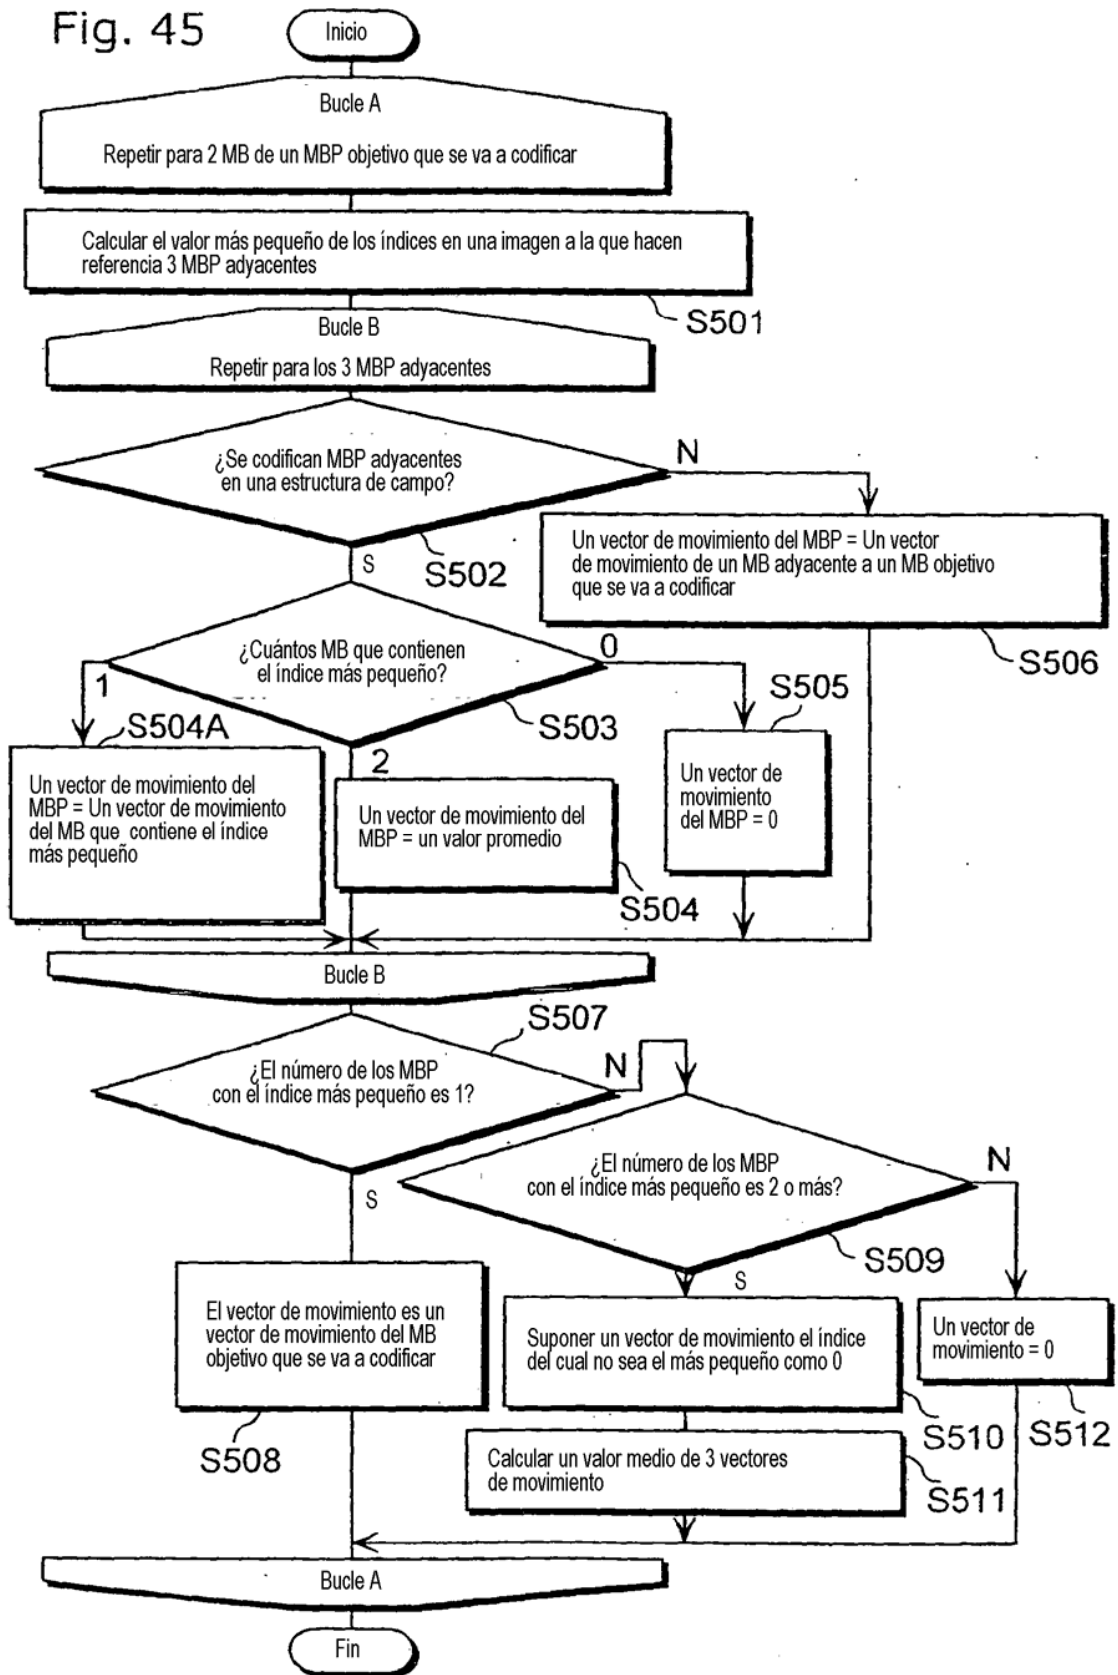 Fig. 45
Inicio
Bucle A
Repetir para 2 MB de un MBP objetivo que se va a codificar
Calcular el valor más pequeño de los índices en una imagen a la que hacen
referencia 3 MBP adyacentes
S501
Bucle B
Repetir para los 3 MBP adyacentes
¿Se codifican MBP adyacentes
en una estructura de campo?
N
S
S502
Un vector de movimiento del MBP = Un vector
de movimiento de un MB adyacente a un MB objetivo
que se va a codificar
S506
¿Cuántos MB que contienen
el índice más pequeño?
0
1
2
S503
S505
S504A
Un vector de movimiento del
MBP = Un vector de movimiento
del MB que contiene el índice
más pequeño
Un vector de movimiento del
MBP = un valor promedio
S504
Un vector de
movimiento
del MBP = 0
Bucle B
S507
¿El número de los MBP
con el índice más pequeño es 1?
N
S
¿El número de los MBP
con el índice más pequeño es 2 o más?
N
S509
S
El vector de movimiento es un
vector de movimiento del MB
objetivo que se va a codificar
S508
Suponer un vector de movimiento el índice
del cual no sea el más pequeño como 0
S510
Un vector de
movimiento = 0
S512
Calcular un valor medio de 3 vectores
de movimiento
S511
Bucle A
Fin